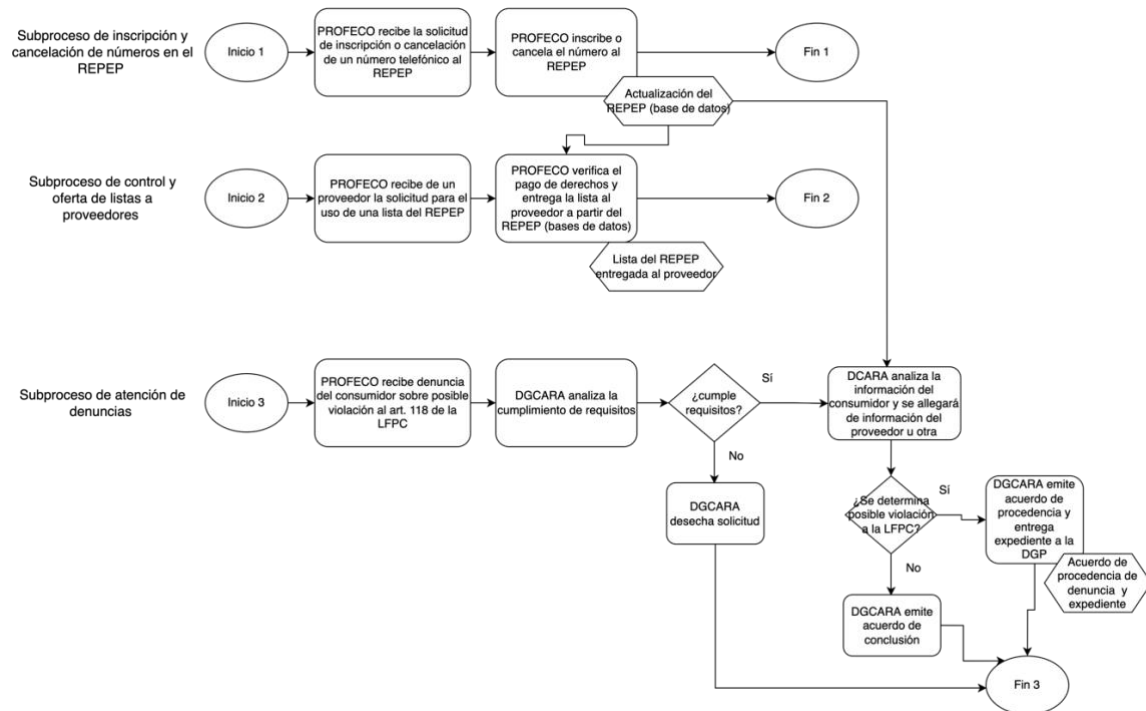 Subproceso de inscripción y
cancelación de números en el
REPEP
Inicio 1
PROFECO recibe la solicitud
de inscripción o cancelación
de un número telefónico al
REPEP
PROFECO inscribe o
cancela el número al
REPEP
Fin 1
Actualización del
REPEP (base de datos)
Subproceso de control y
oferta de listas a
proveedores
Inicio 2
PROFECO recibe de un
proveedor la solicitud para el
uso de una lista del REPEP
PROFECO verifica el
pago de derechos y
entrega la lista al
proveedor a partir del
REPEP (bases de datos)
Fin 2
Lista del REPEP
entregada al proveedor
Subproceso de atención de
denuncias
Inicio 3
PROFECO recibe denuncia
del consumidor sobre posible
violación al art. 118 de la
LFPC
DGCARA analiza la
cumplimiento de requisitos
¿cumple
requisitos?
Sí
DCARA analiza la
información del
consumidor y se allegará
de información del
proveedor u otra
No
DGCARA
desecha solicitud
¿Se determina
posible violación
a la LFPC?
Sí
DGCARA emite
acuerdo de
procedencia y
entrega
expediente a la
DGP
Acuerdo de
procedencia de
denuncia y
expediente
No
DGCARA emite
acuerdo de
conclusión
Fin 3